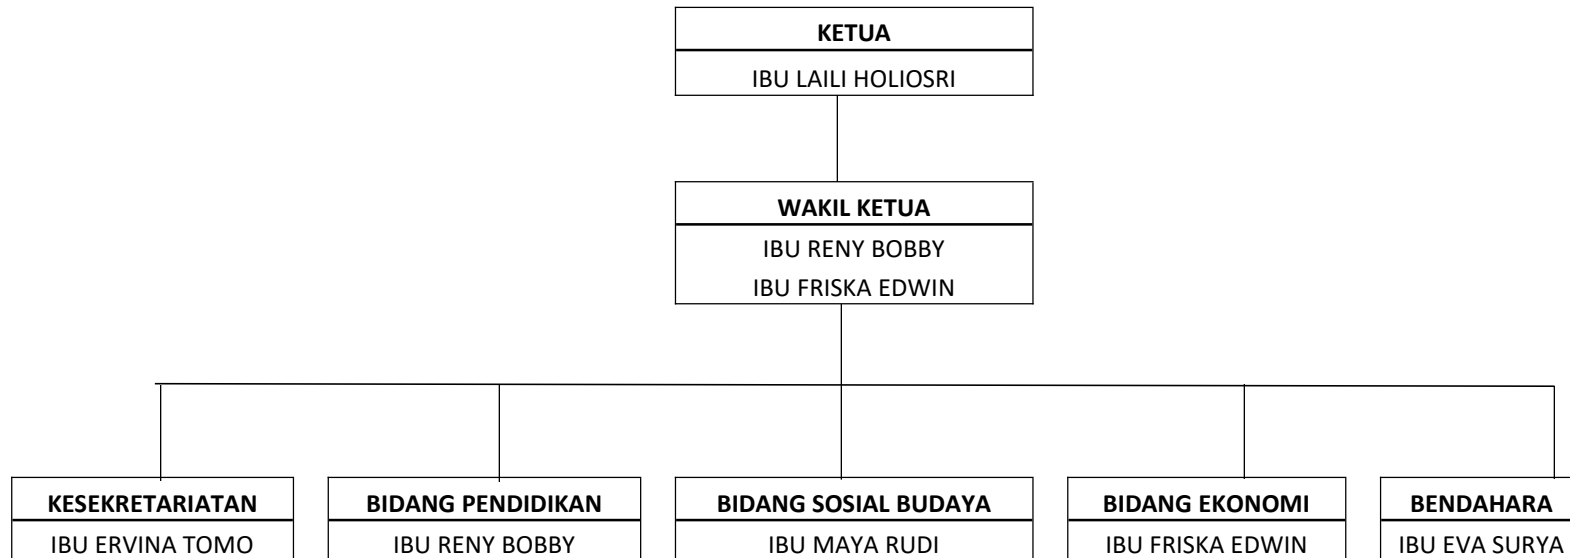 KETUA
IBU LAILI HOLIOSRI
WAKIL KETUA
IBU RENY BOBBY
IBU FRISKA EDWIN
KESEKRETARIATAN
IBU ERVINA TOMO
BIDANG PENDIDIKAN
IBU RENY BOBBY
BIDANG SOSIAL BUDAYA
IBU MAYA RUDI
BIDANG EKONOMI
IBU FRISKA EDWIN
BENDAHARA
IBU EVA SURYA